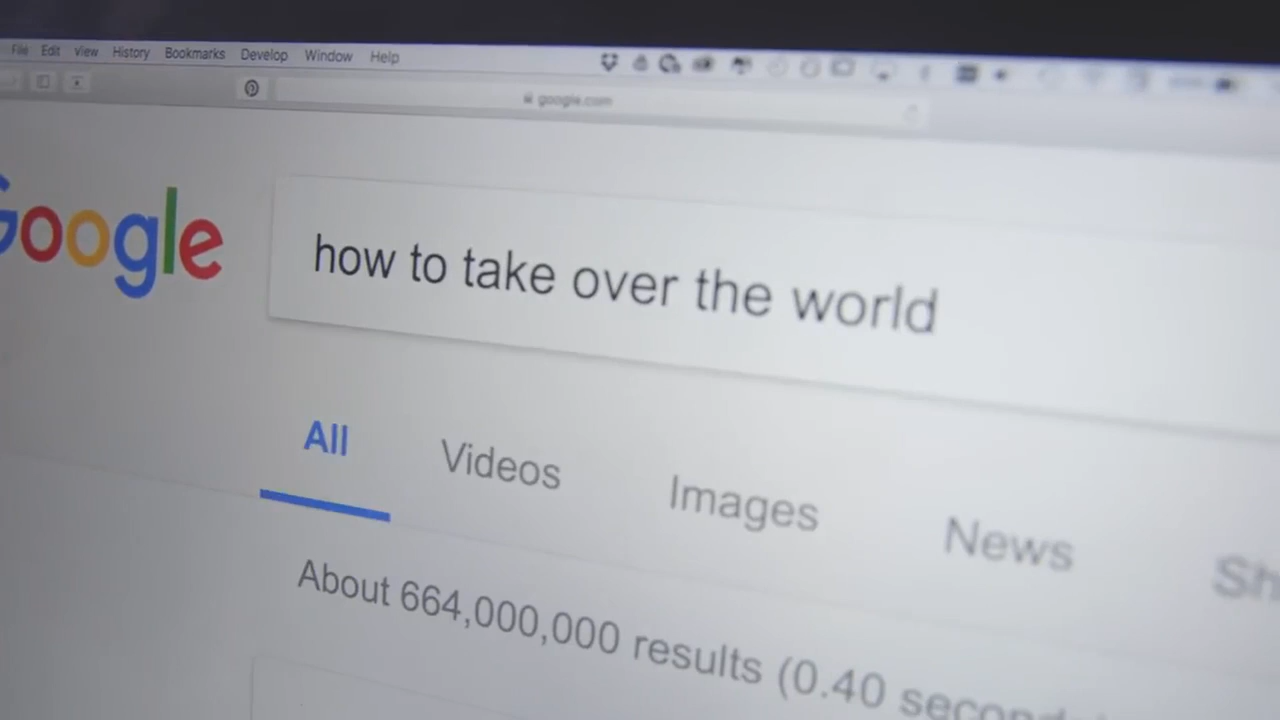 File Edit View History Bookmarks Develop Window Help
google.com
Google
how to take over the world
All Videos Images News Sh
About 664,000,000 results (0.40 second